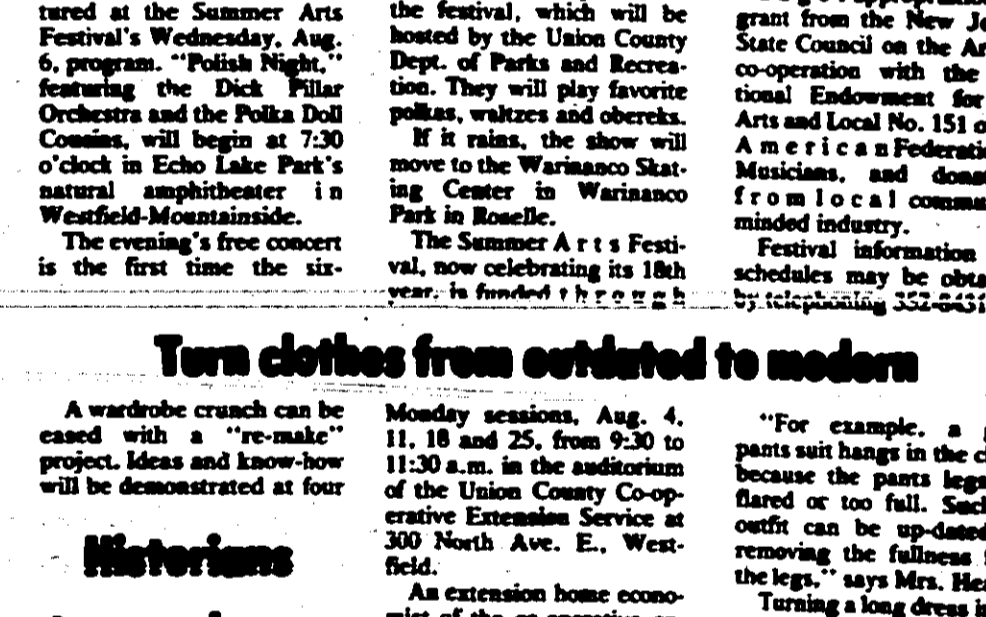 tured at the Summer Arts
Festival's Wednesday, Aug.
6, program. "Polish Night,"
featuring the Dick Pillar
Orchestra and the Polka Doll
Cousins, will begin at 7:30
o'clock in Echo Lake Park's
natural amphitheater in
Westfield-Mountainside.
The evening's free concert
is the first time the six-
the festival, which will be
hosted by the Union County
Dept. of Parks and Recrea-
tion. They will play favorite
polkas, waltzes and obereks.
If it rains, the show will
move to the Warinanco Skat-
ing Center in Warinanco
Park in Roselle.
The Summer Arts Festi-
val, now celebrating its 18th
year, is funded through
grant from the New Je
State Council on the Ar
co-operation with the
tional Endowment for
Arts and Local No. 151 o
American Federatio
Musicians, and dona
from local commu
minded industry.
Festival information
schedules may be obta
by telephoning 352-8431
Turn clothes from outdated to modern
A wardrobe crunch can be
eased with a "re-make"
project. Ideas and know-how
will be demonstrated at four
Historians
Monday sessions, Aug. 4,
11, 18 and 25, from 9:30 to
11:30 a.m. in the auditorium
of the Union County Co-op-
erative Extension Service at
300 North Ave. E., West-
field.
An extension home econo-
"For example, a
pants suit hangs in the c
because the pants legs
flared or too full. Such
outfit can be up-dated
removing the fullness
the legs," says Mrs. He
Turning a long dress i